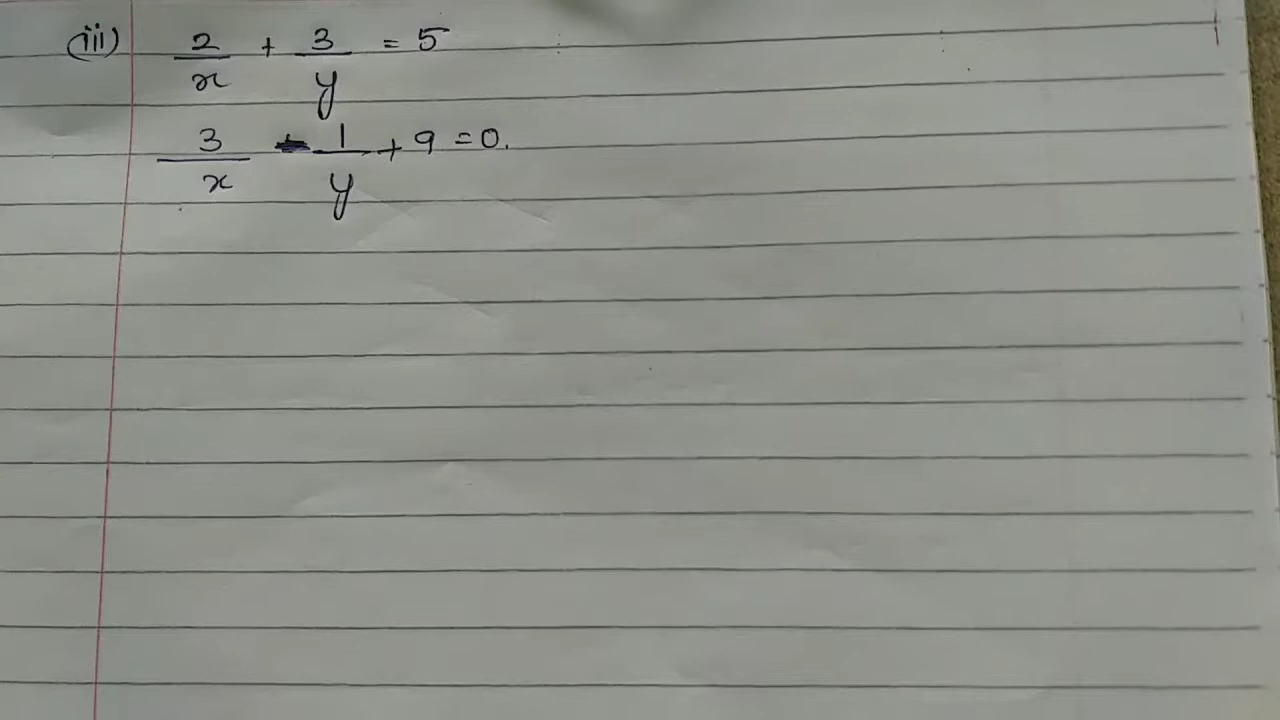 (iii) 2/x + 3/y = 5
3/x - 1/y + 9 = 0.